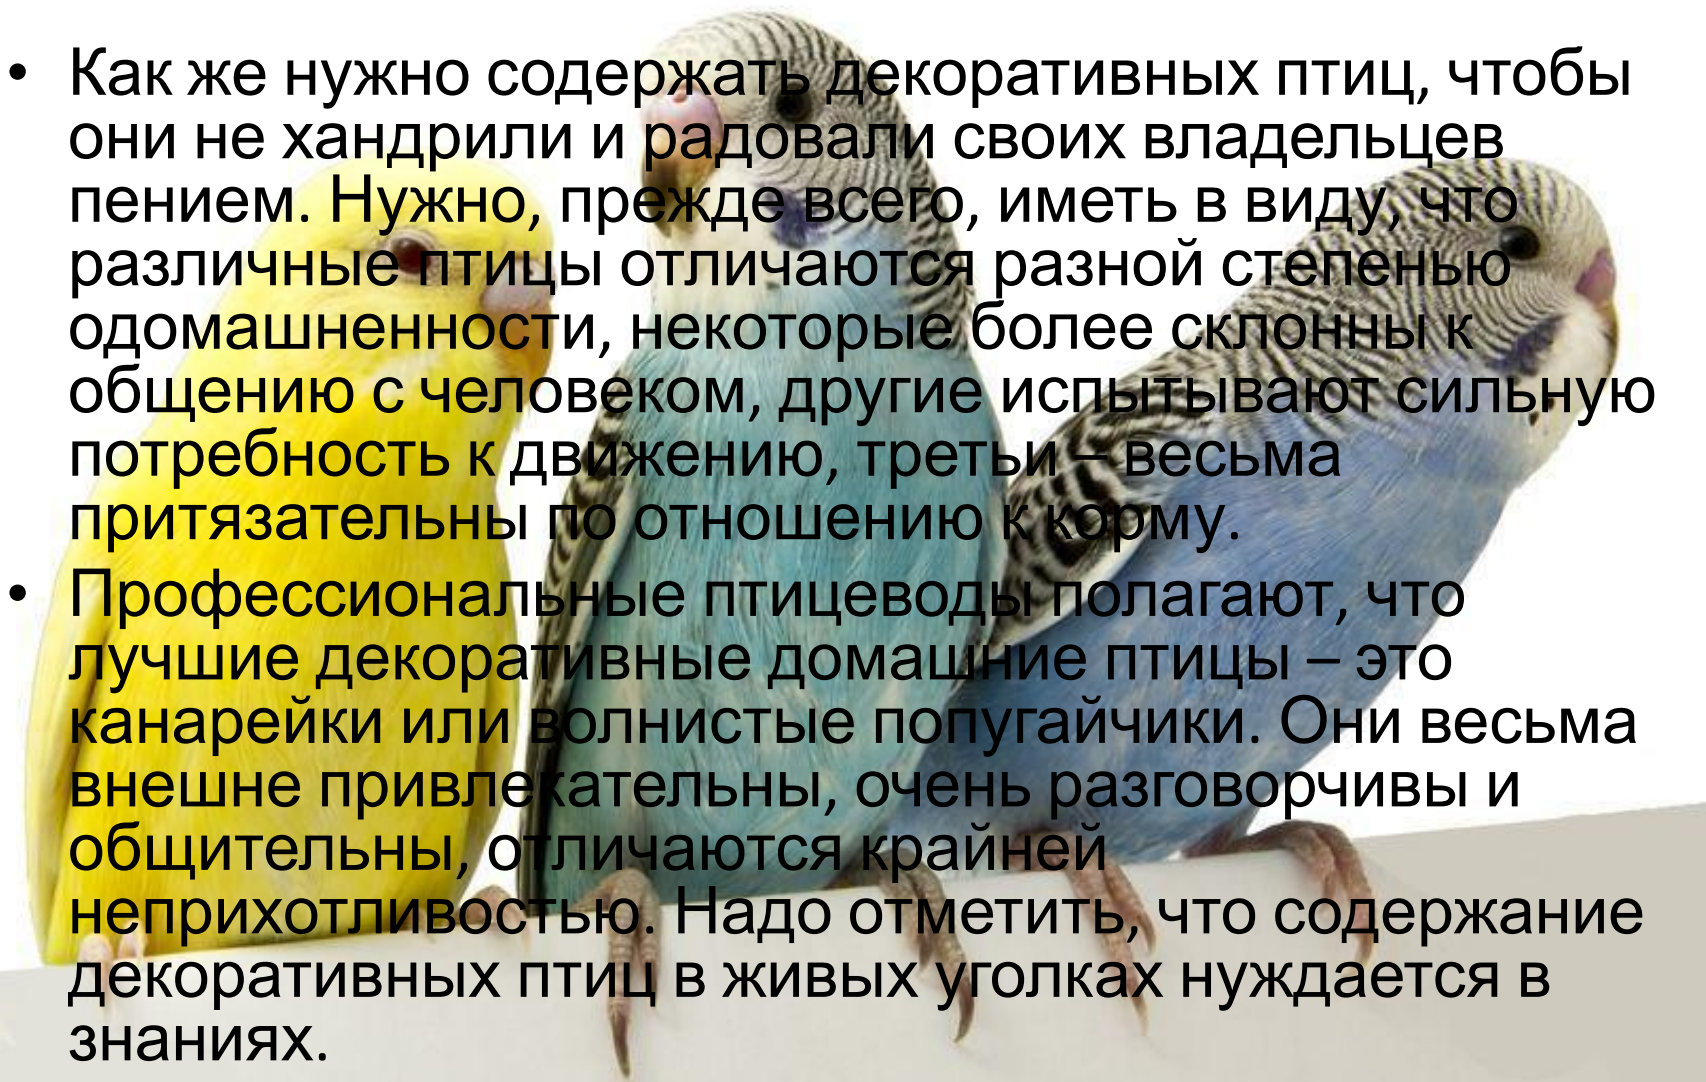 • Как же нужно содержать декоративных птиц, чтобы
они не хандрили и радовали своих владельцев
пением. Нужно, прежде всего, иметь в виду, что
различные птицы отличаются разной степенью
одомашненности, некоторые более склонны к
общению с человеком, другие испытывают сильную
потребность к движению, третьи – весьма
притязательны по отношению к корму.
• Профессиональные птицеводы полагают, что
лучшие декоративные домашние птицы – это
канарейки или волнистые попугайчики. Они весьма
внешне привлекательны, очень разговорчивы и
общительны, отличаются крайней
неприхотливостью. Надо отметить, что содержание
декоративных птиц в живых уголках нуждается в
знаниях.